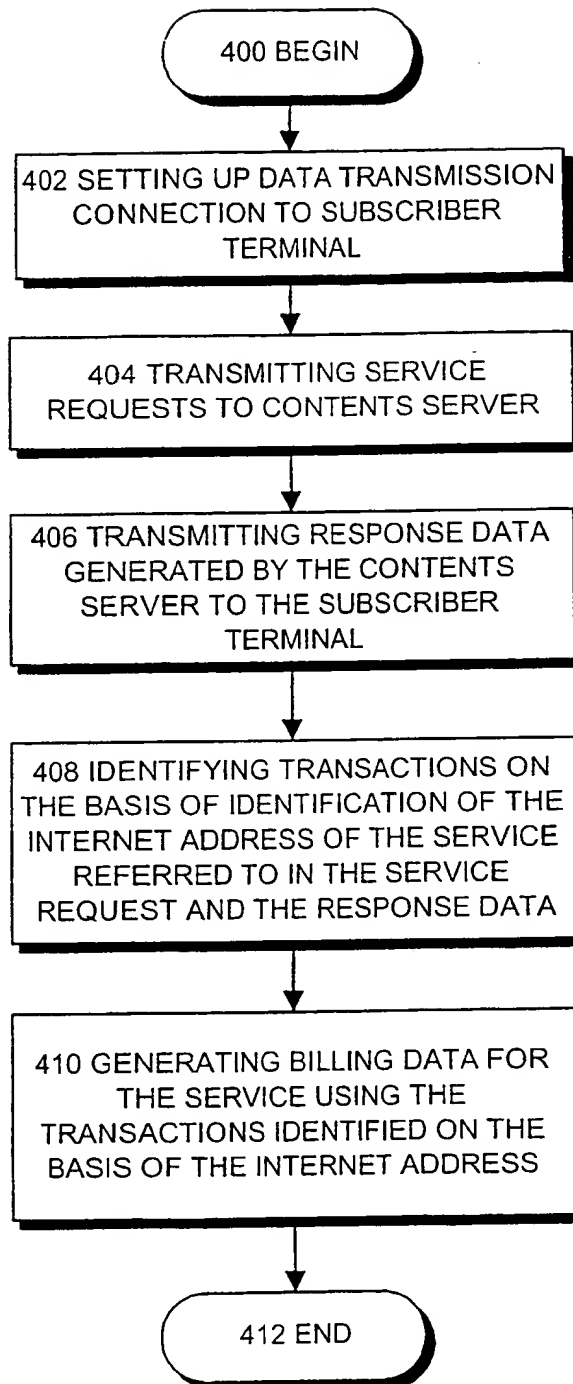 400 BEGIN
402 SETTING UP DATA TRANSMISSION
CONNECTION TO SUBSCRIBER
TERMINAL
404 TRANSMITTING SERVICE
REQUESTS TO CONTENTS SERVER
406 TRANSMITTING RESPONSE DATA
GENERATED BY THE CONTENTS
SERVER TO THE SUBSCRIBER
TERMINAL
408 IDENTIFYING TRANSACTIONS ON
THE BASIS OF IDENTIFICATION OF THE
INTERNET ADDRESS OF THE SERVICE
REFERRED TO IN THE SERVICE
REQUEST AND THE RESPONSE DATA
410 GENERATING BILLING DATA FOR
THE SERVICE USING THE
TRANSACTIONS IDENTIFIED ON THE
BASIS OF THE INTERNET ADDRESS
412 END